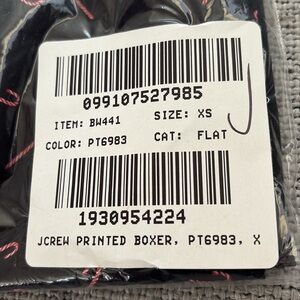 099107527985
ITEM: BW441 SIZE: XS
COLOR: PT6983 CAT: FLAT
1930954224
JCREW PRINTED BOXER, PT6983, X